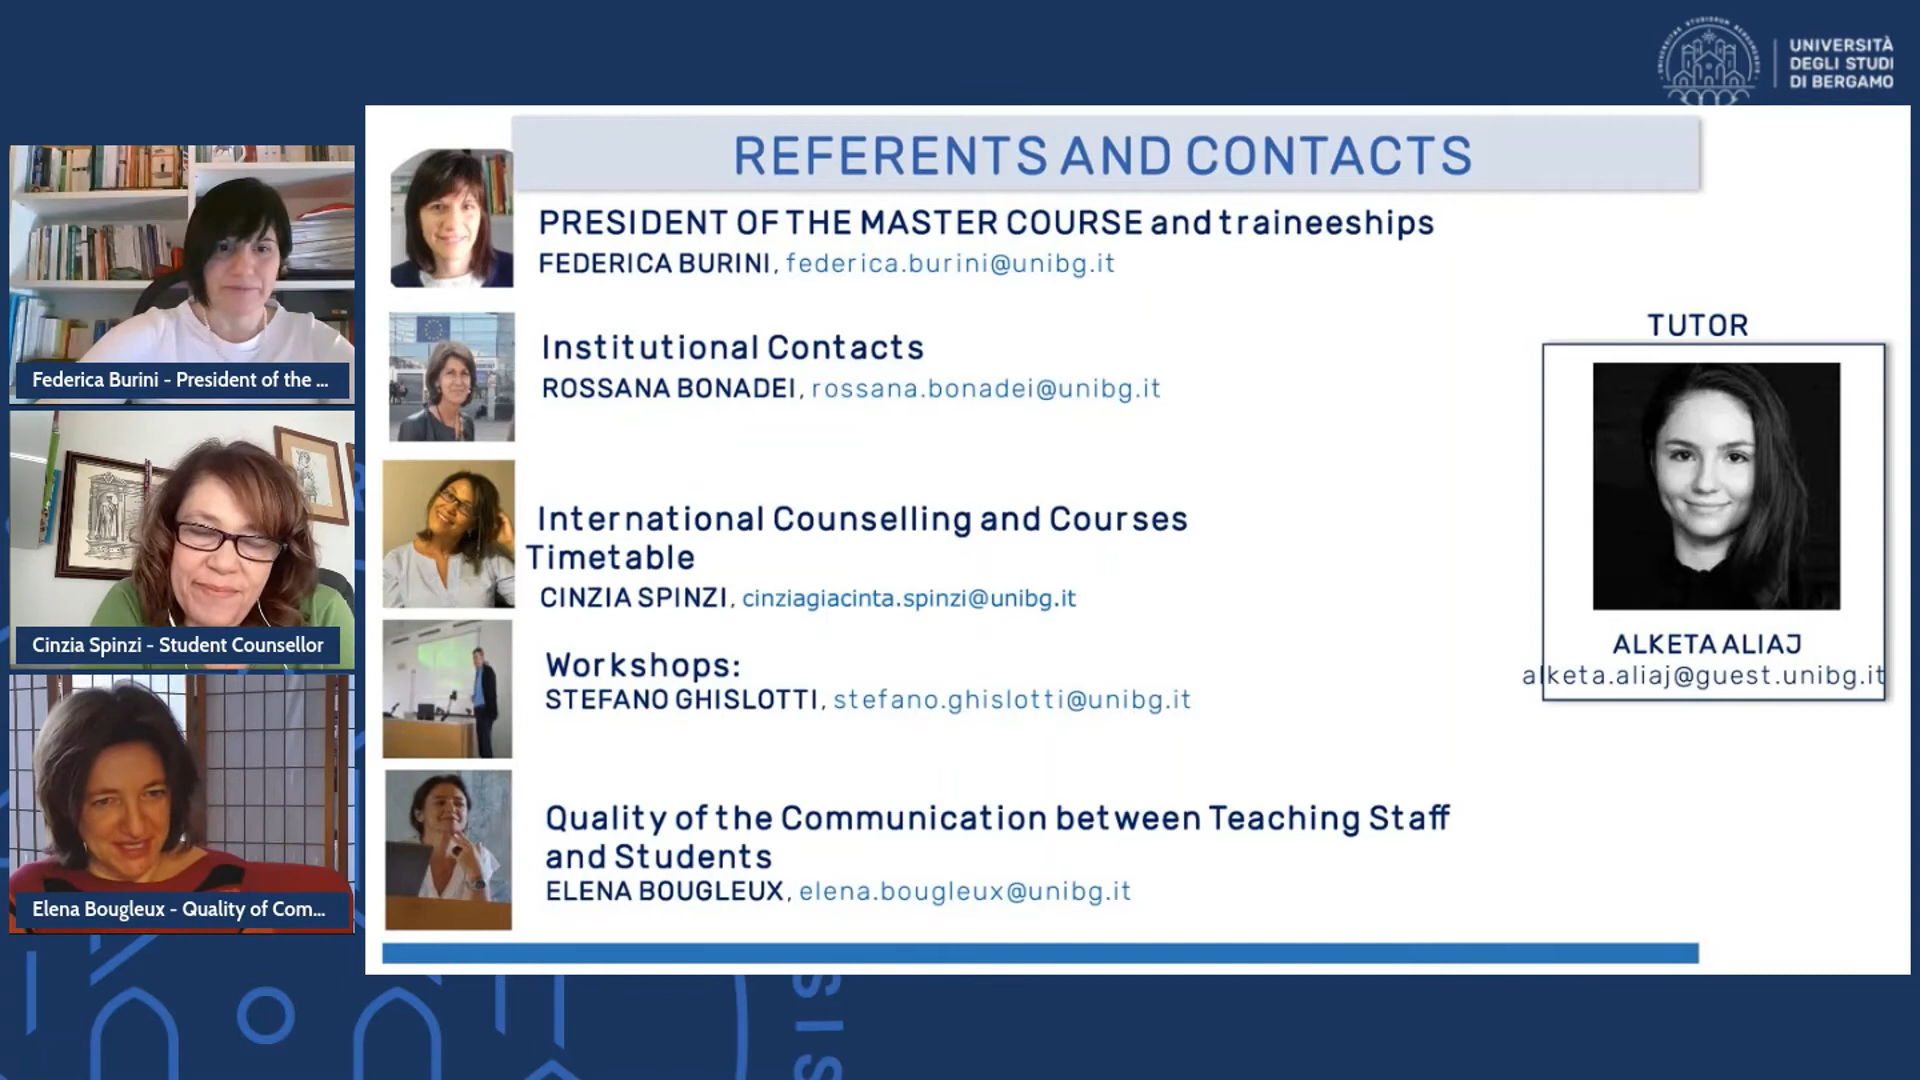 UNIVERSITÀ
DEGLI STUDI
DI BERGAMO
REFERENTS AND CONTACTS
PRESIDENT OF THE MASTER COURSE and traineeships
FEDERICA BURINI, federica.burini@unibg.it
Institutional Contacts
ROSSANA BONADEI, rossana.bonadei@unibg.it
International Counselling and Courses
Timetable
CINZIA SPINZI, cinziagiacinta.spinzi@unibg.it
Workshops:
STEFANO GHISLOTTI, stefano.ghislotti@unibg.it
Quality of the Communication between Teaching Staff
and Students
ELENA BOUGLEUX, elena.bougleux@unibg.it
TUTOR
ALKETA ALIAJ
alketa.aliaj@guest.unibg.it
Federica Burini - President of the ...
Cinzia Spinzi - Student Counsellor
Elena Bougleux - Quality of Com...
SIS